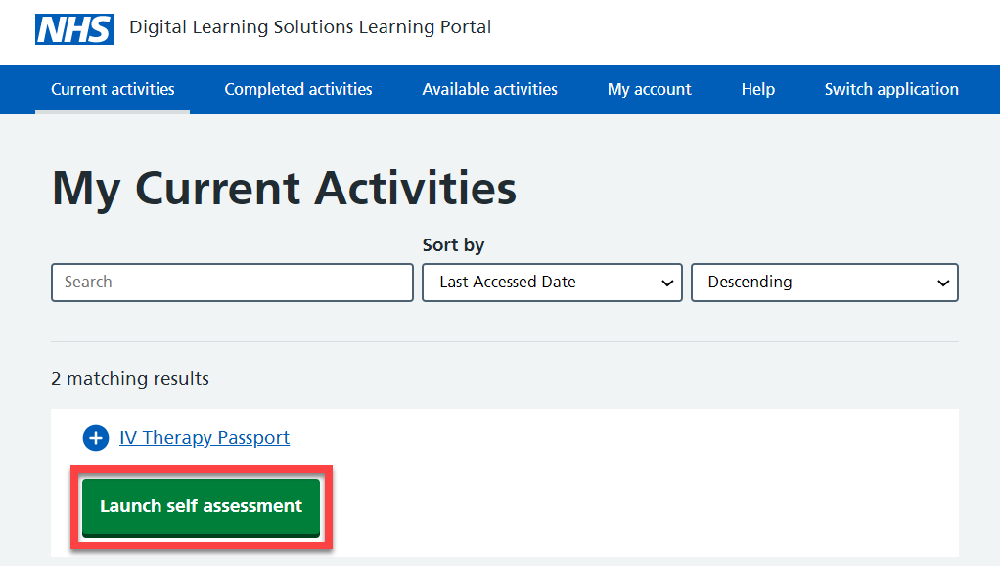 NHS Digital Learning Solutions Learning Portal
Current activities Completed activities Available activities My account Help Switch application
My Current Activities
Sort by
Search Last Accessed Date Descending
2 matching results
IV Therapy Passport
Launch self assessment